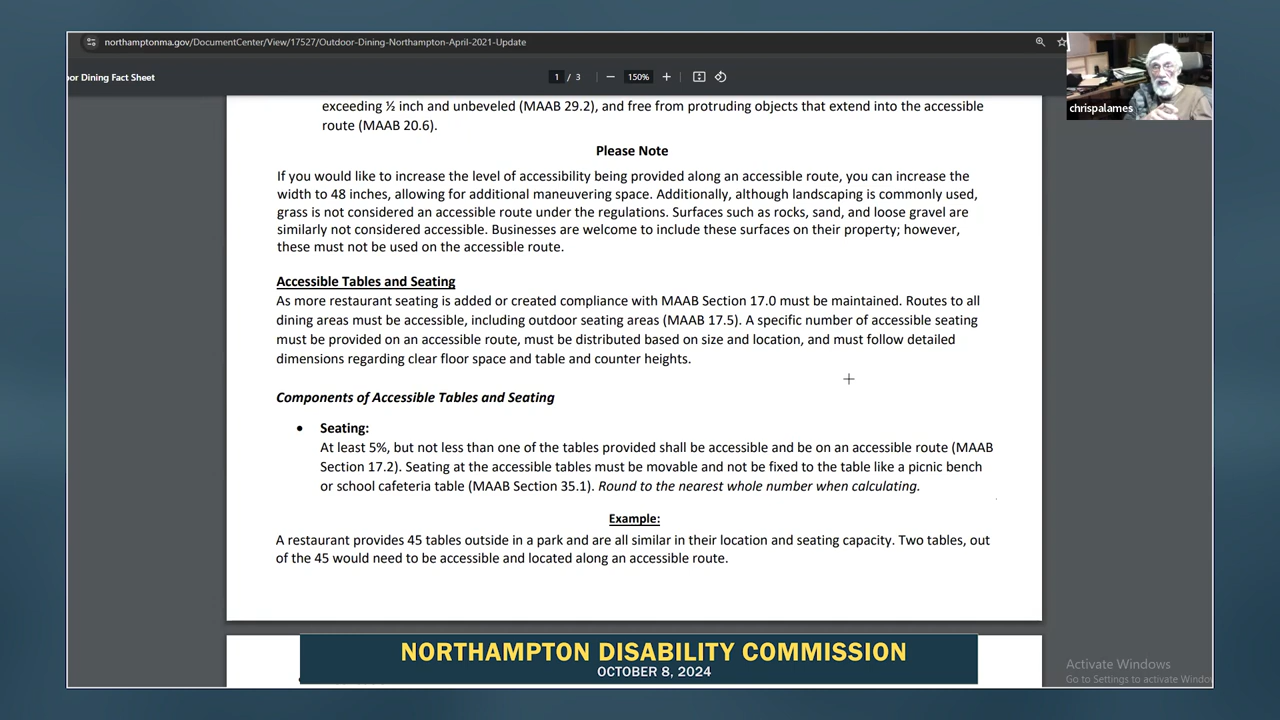 northamptonma.gov/DocumentCenter/View/17527/Outdoor-Dining-Northampton-April-2021-Update
or Dining Fact Sheet
1 / 3
150%
chrispalames
exceeding ½ inch and unbeveled (MAAB 29.2), and free from protruding objects that extend into the accessible
route (MAAB 20.6).
Please Note
If you would like to increase the level of accessibility being provided along an accessible route, you can increase the
width to 48 inches, allowing for additional maneuvering space. Additionally, although landscaping is commonly used,
grass is not considered an accessible route under the regulations. Surfaces such as rocks, sand, and loose gravel are
similarly not considered accessible. Businesses are welcome to include these surfaces on their property; however,
these must not be used on the accessible route.
Accessible Tables and Seating
As more restaurant seating is added or created compliance with MAAB Section 17.0 must be maintained. Routes to all
dining areas must be accessible, including outdoor seating areas (MAAB 17.5). A specific number of accessible seating
must be provided on an accessible route, must be distributed based on size and location, and must follow detailed
dimensions regarding clear floor space and table and counter heights.
Components of Accessible Tables and Seating
• Seating:
At least 5%, but not less than one of the tables provided shall be accessible and be on an accessible route (MAAB
Section 17.2). Seating at the accessible tables must be movable and not be fixed to the table like a picnic bench
or school cafeteria table (MAAB Section 35.1). Round to the nearest whole number when calculating.
Example:
A restaurant provides 45 tables outside in a park and are all similar in their location and seating capacity. Two tables, out
of the 45 would need to be accessible and located along an accessible route.
NORTHAMPTON DISABILITY COMMISSION
OCTOBER 8, 2024
Activate Windows
Go to Settings to activate Windo